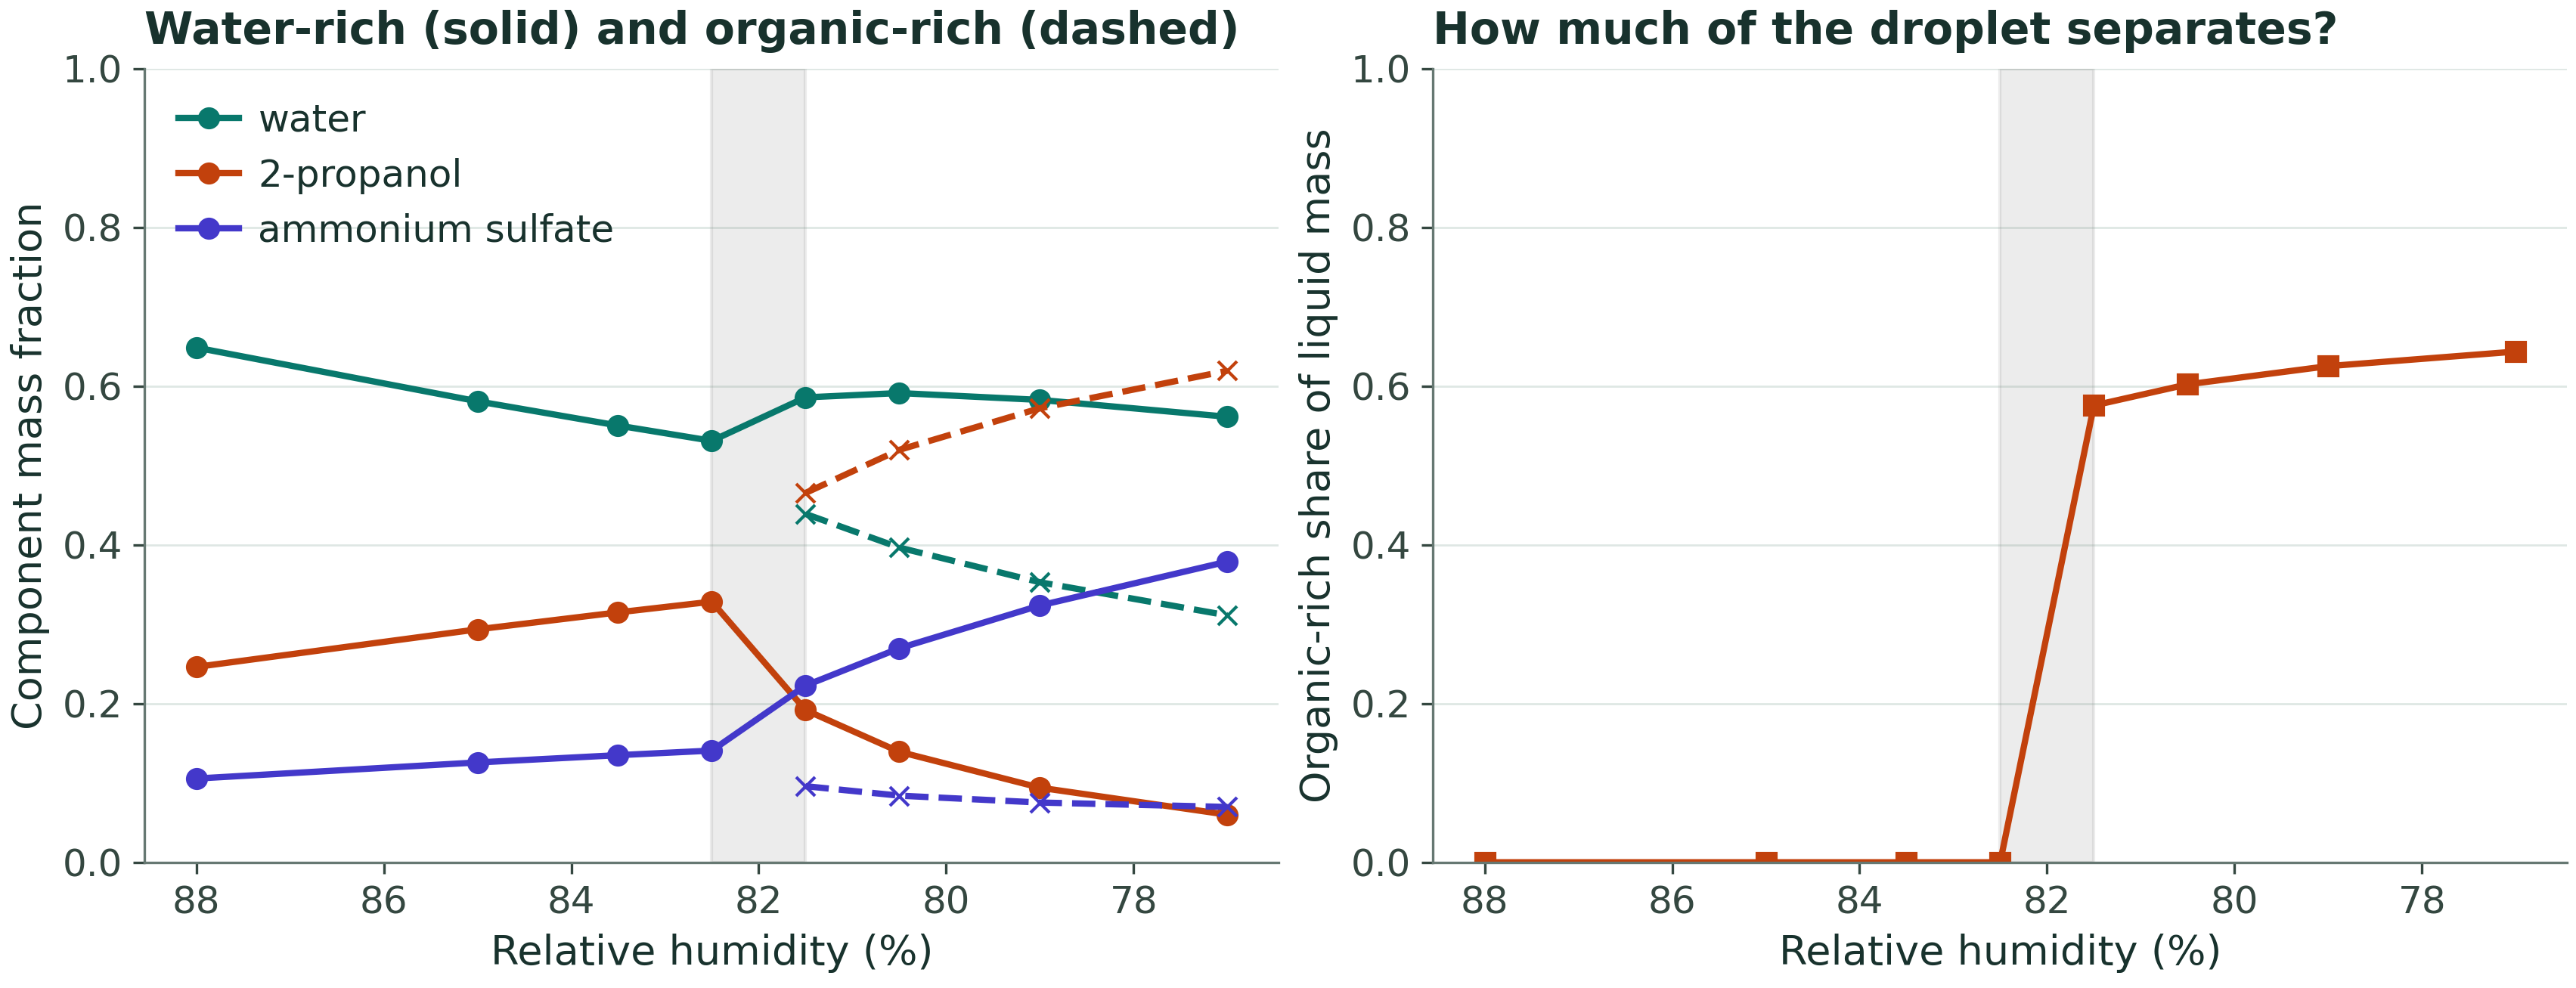 Water-rich (solid) and organic-rich (dashed)
1.0
0.8
0.6
0.4
0.2
0.0
Component mass fraction
water
2-propanol
ammonium sulfate
88
86
84
82
80
78
Relative humidity (%)
How much of the droplet separates?
1.0
0.8
0.6
0.4
0.2
0.0
Organic-rich share of liquid mass
88
86
84
82
80
78
Relative humidity (%)